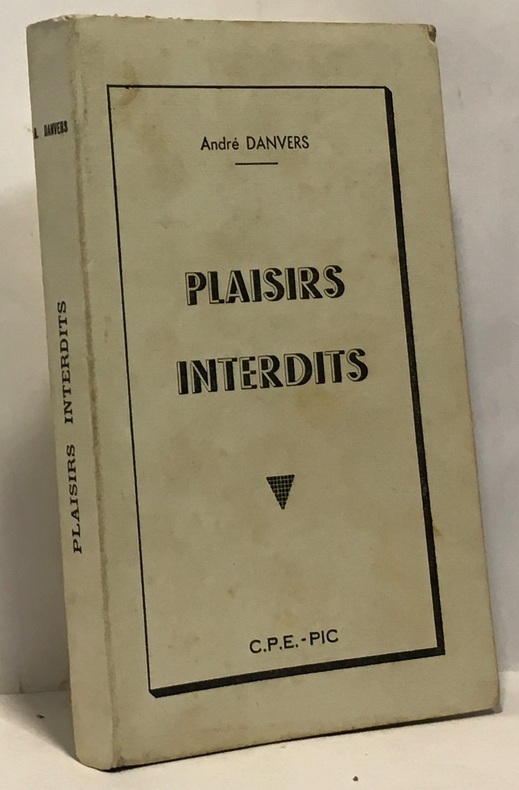 A. DANVERS
PLAISIRS INTERDITS
André DANVERS
PLAISIRS
INTERDITS
C.P.E.-PIC